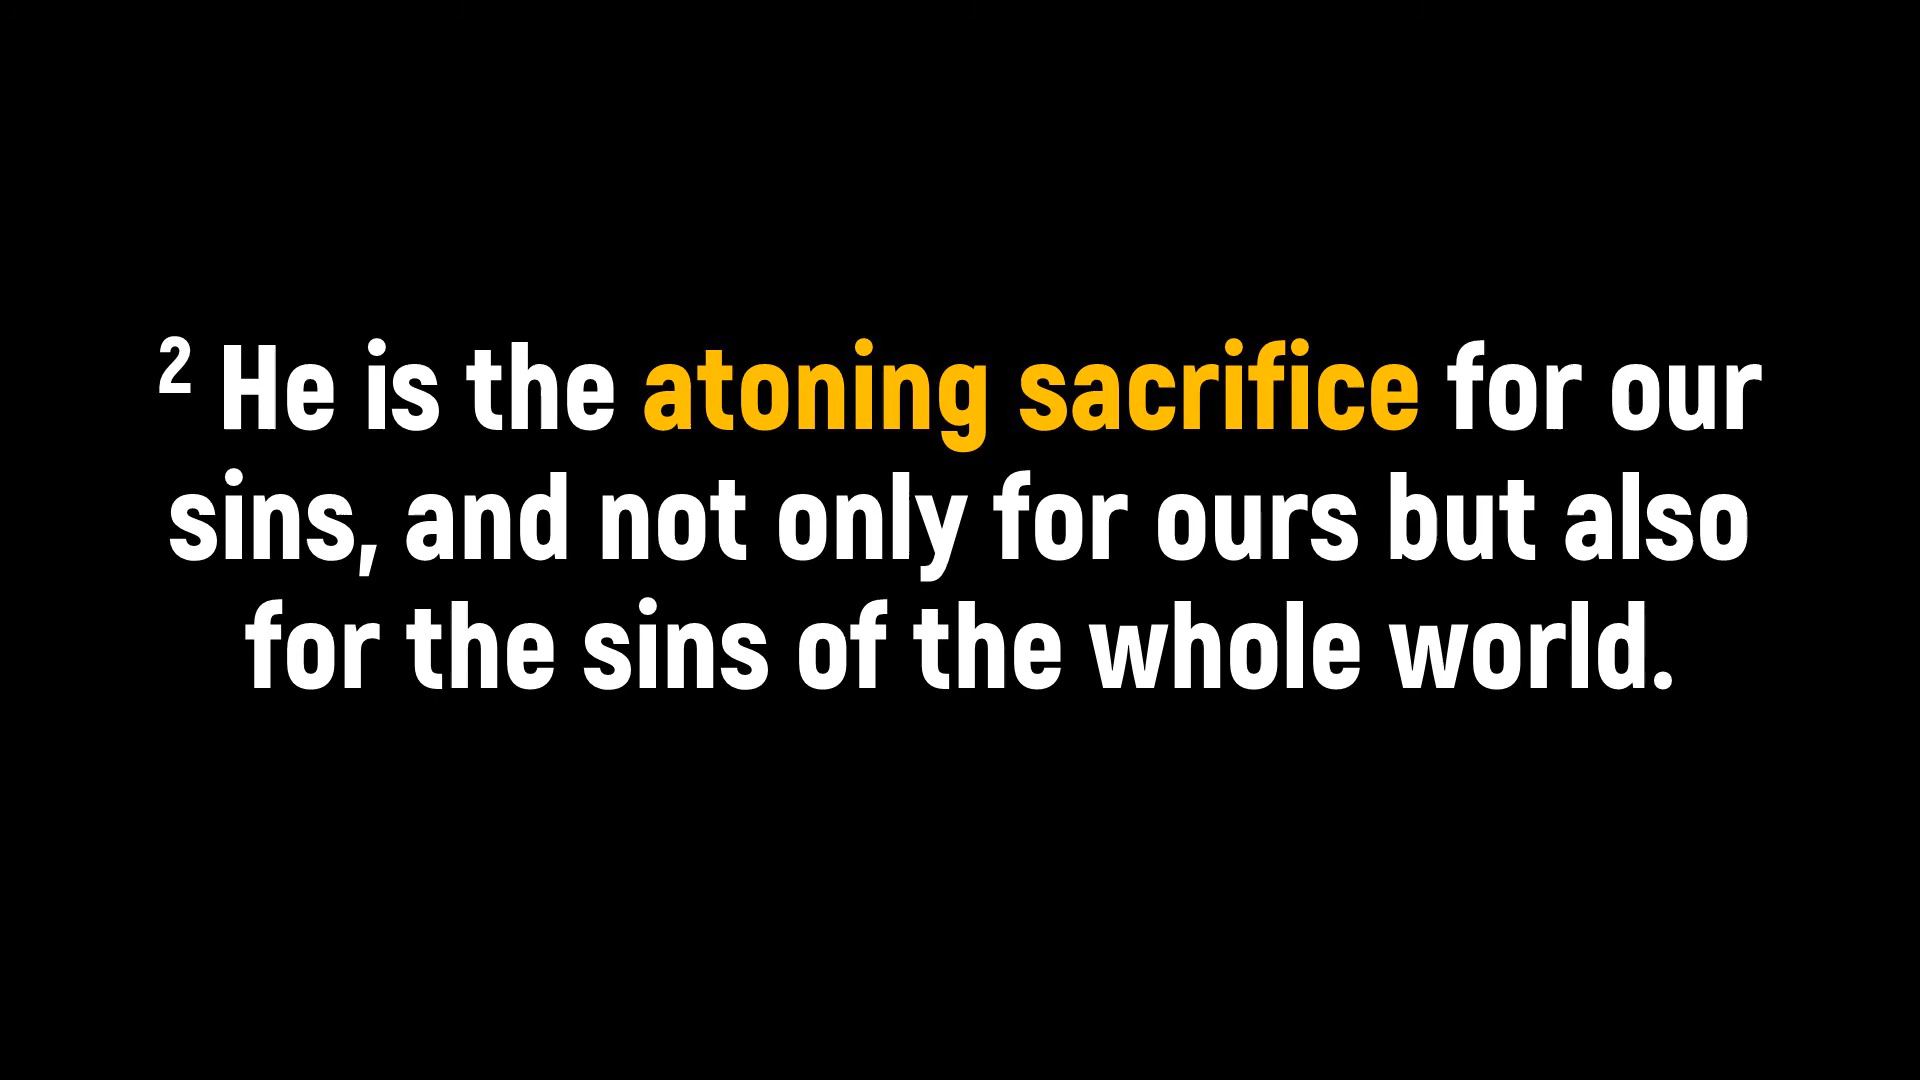 ² He is the atoning sacrifice for our
sins, and not only for ours but also
for the sins of the whole world.